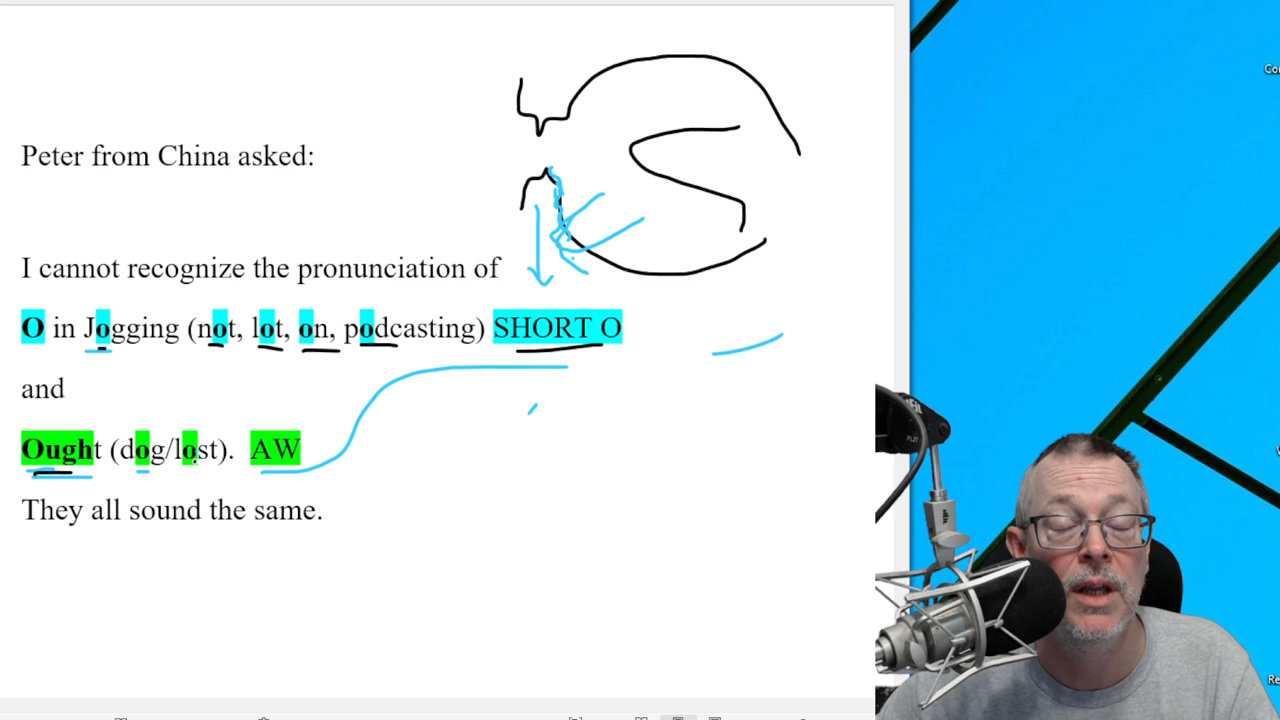 Peter from China asked:
I cannot recognize the pronunciation of
O in Jogging (not, lot, on, podcasting) SHORT O
and
Ought (dog/lost). AW
They all sound the same.